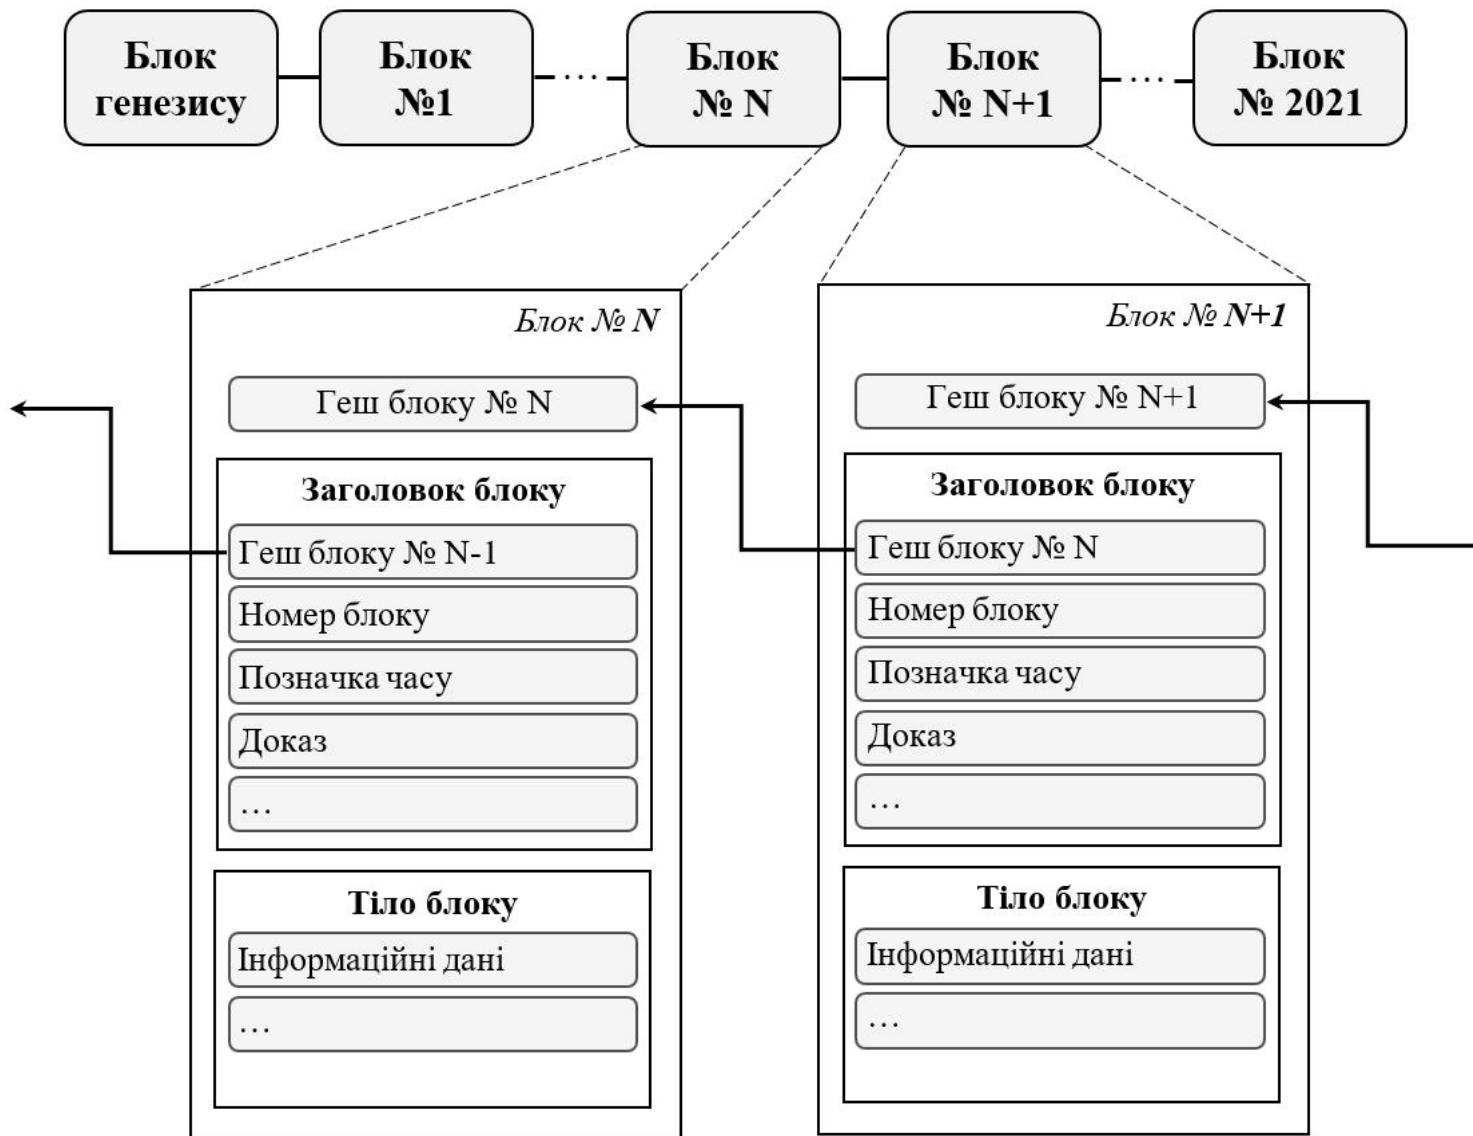 Блок
генезису
Блок
№1
...
Блок
№ N
Блок
№ N+1
...
Блок
№ 2021
Блок № N
Геш блоку № N
Заголовок блоку
Геш блоку № N-1
Номер блоку
Позначка часу
Доказ
...
Тіло блоку
Інформаційні дані
...
Блок № N+1
Геш блоку № N+1
Заголовок блоку
Геш блоку № N
Номер блоку
Позначка часу
Доказ
...
Тіло блоку
Інформаційні дані
...